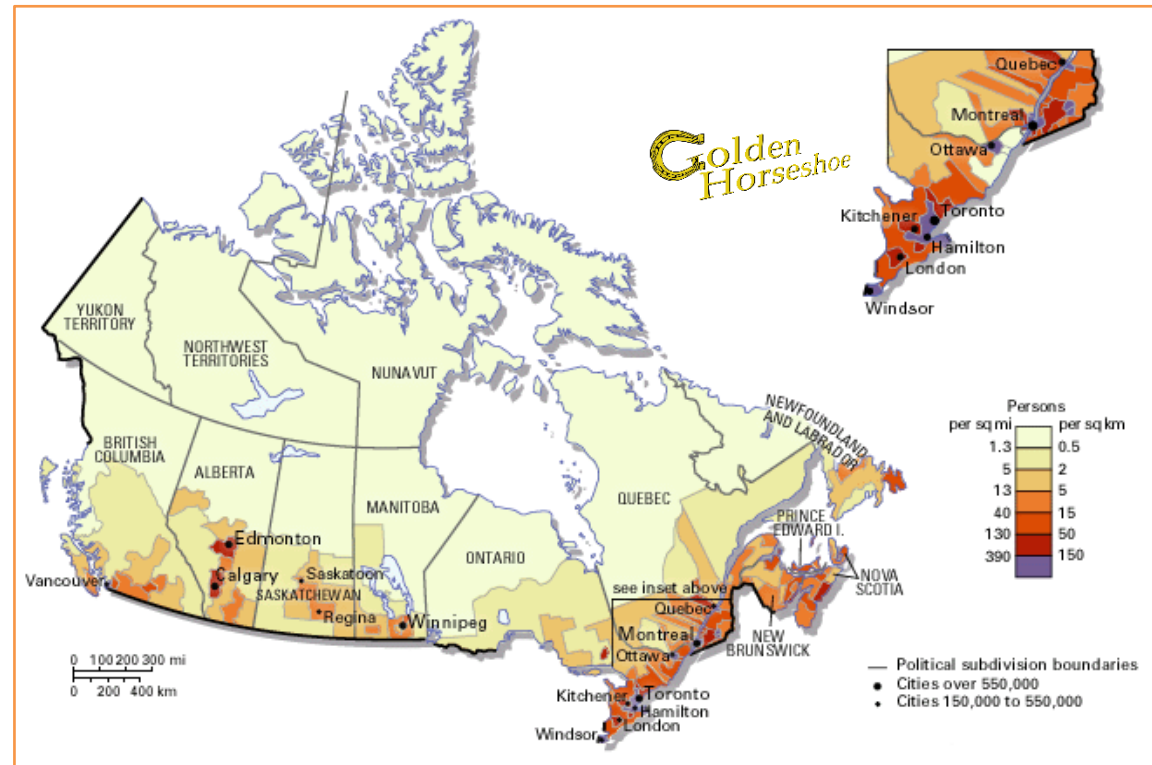 Golden
Horseshoe
Quebec
Montreal
Ottawa
Kitchener
Toronto
Hamilton
London
Windsor
YUKON
TERRITORY
NORTHWEST
TERRITORIES
NUNAVUT
BRITISH
COLUMBIA
ALBERTA
MANITOBA
ONTARIO
QUEBEC
NEWFOUNDLAND
AND LABRADOR
PRINCE
EDWARD I.
NOVA
SCOTIA
NEW
BRUNSWICK
Edmonton
Calgary
Saskatoon
SASKATCHEWAN
Regina
Winnipeg
Vancouver
see inset above
Quebec
Montreal
Ottawa
Kitchener
Toronto
Hamilton
London
Windsor
Persons
per sq mi per sq km
1.3 0.5
5 2
13 5
40 15
130 50
390 150
0 100 200 300 mi
0 200 400 km
Political subdivision boundaries
Cities over 550,000
Cities 150,000 to 550,000